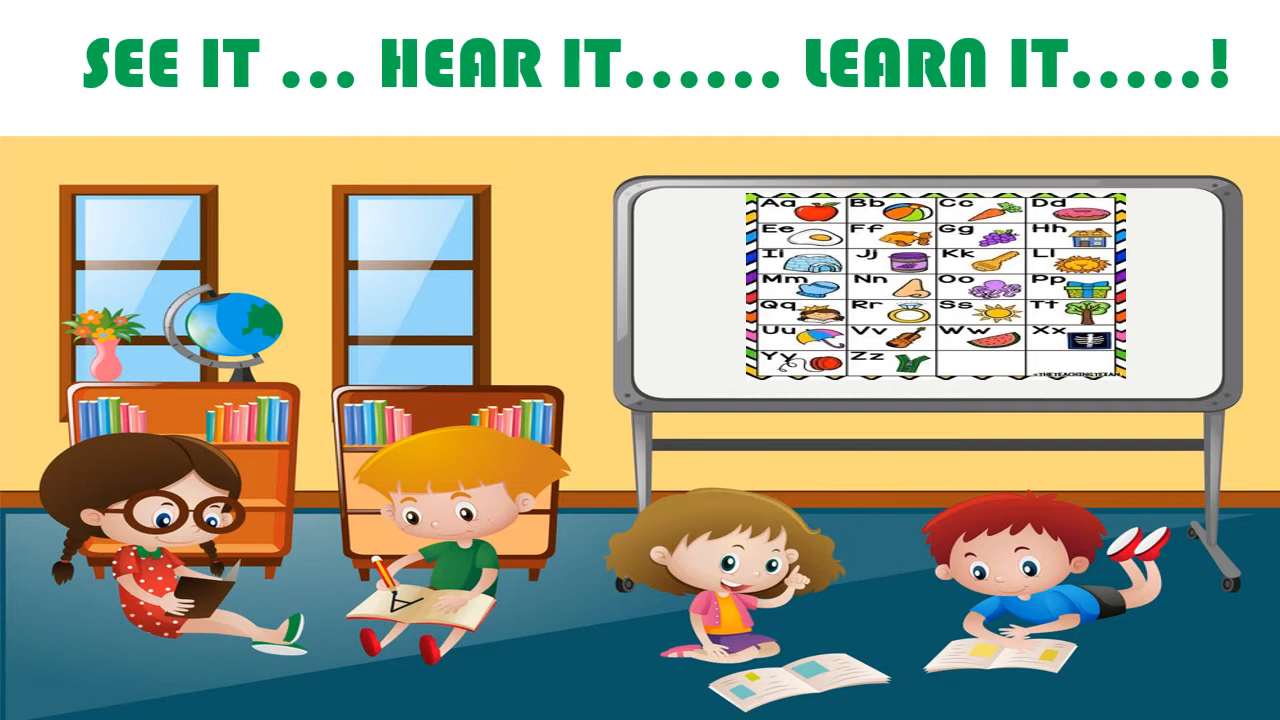 SEE IT ... HEAR IT...... LEARN IT.....!
Aa Bb Cc Dd
Ee Ff Gg Hh
Ii Jj Kk Ll
Mm Nn Oo Pp
Qq Rr Ss Tt
Uu Vv Ww Xx
Yy Zz
©THETEACHINGTEXAN
A